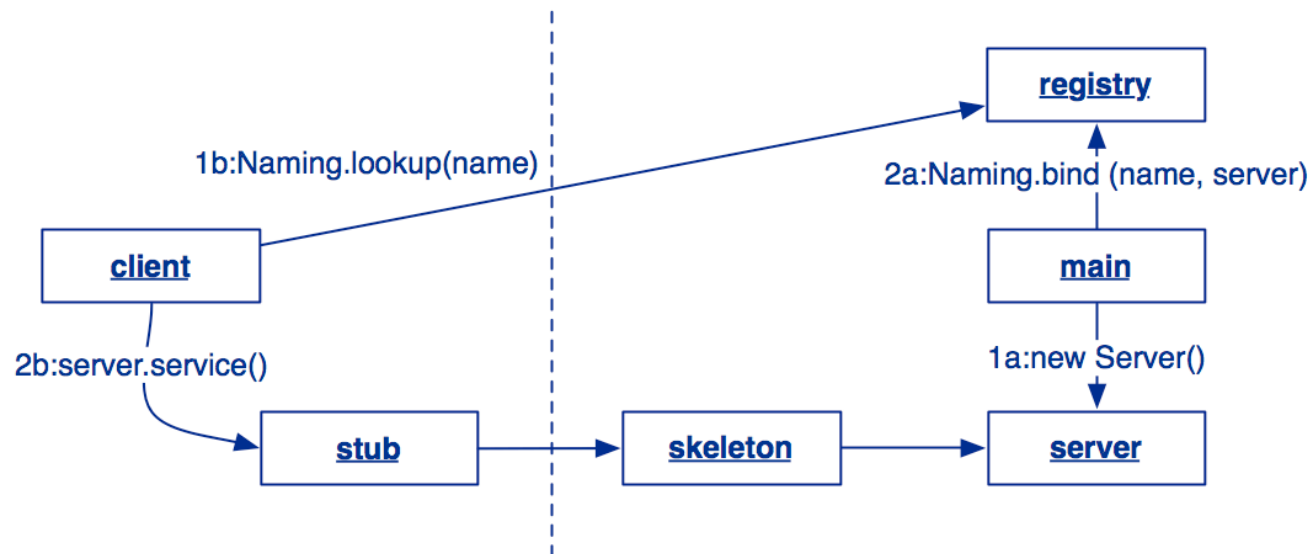 registry
1b:Naming.lookup(name)
2a:Naming.bind (name, server)
client
main
2b:server.service()
1a:new Server()
stub
skeleton
server